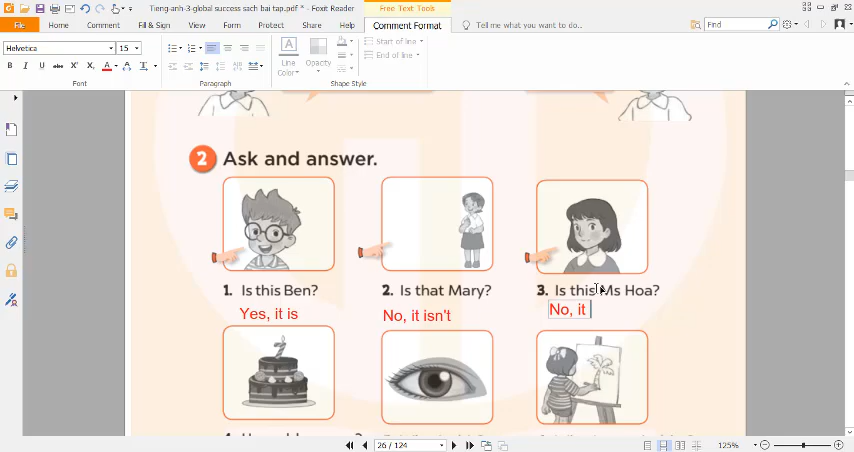 Tieng-anh-3-global success sach bai tap.pdf * - Foxit Reader
Free Text Tools
File Home Comment Fill & Sign View Form Protect Share Help Comment Format Tell me what you want to do... Find
Helvetica 15
Start of line
End of line
B I U abc X² X₂ A
Line Color Opacity
Font Paragraph Shape Style
2 Ask and answer.
1. Is this Ben? 2. Is that Mary? 3. Is this Ms Hoa?
Yes, it is No, it isn't No, it
26 / 124 125%